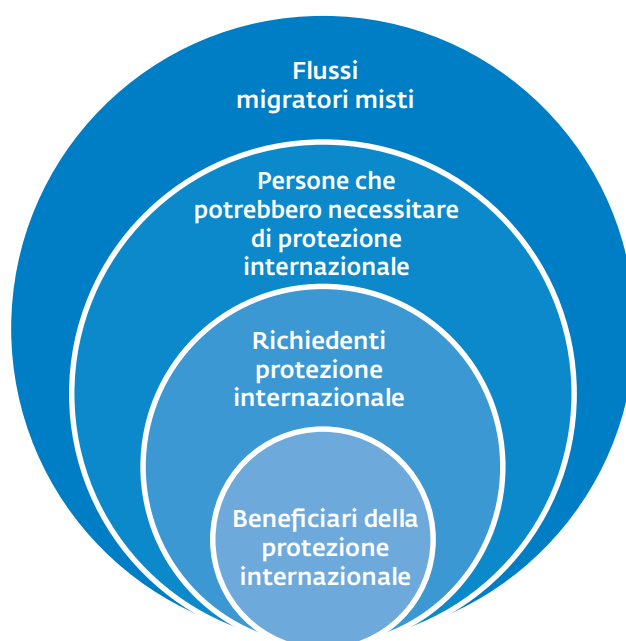 Flussi
migratori misti
Persone che
potrebbero necessitare
di protezione
internazionale
Richiedenti
protezione
internazionale
Beneficiari della
protezione
internazionale